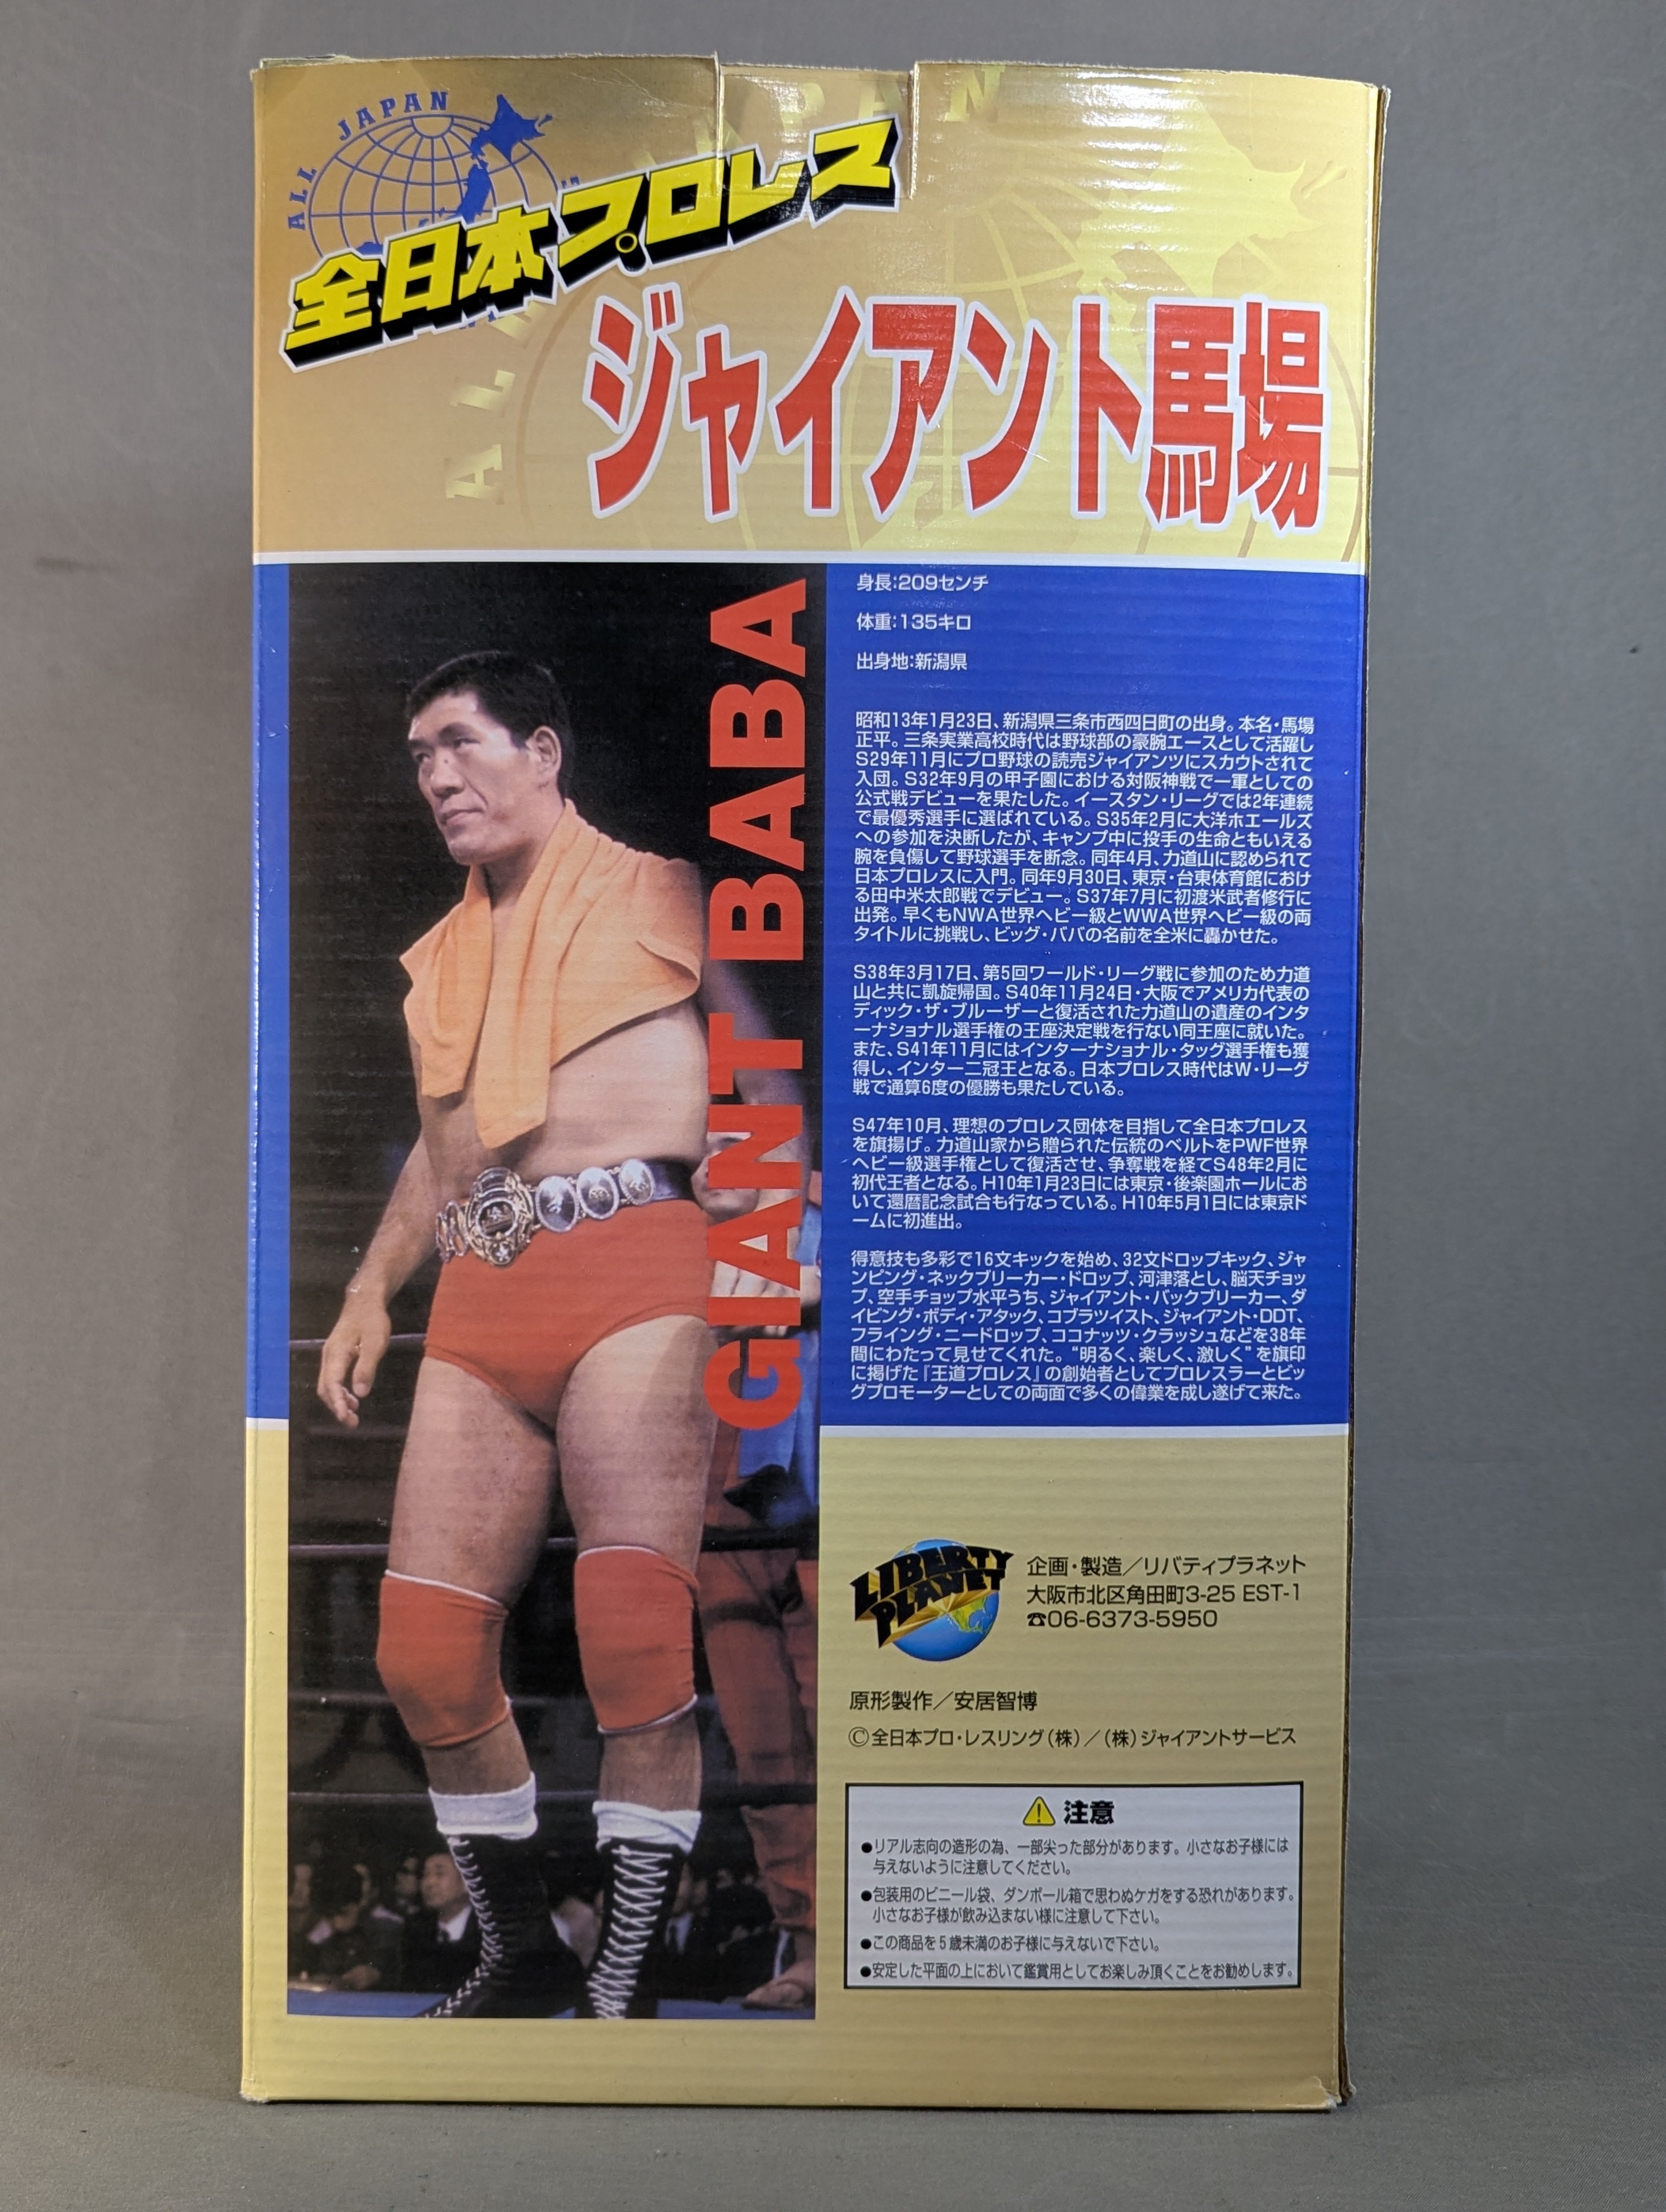 ALL JAPAN
全日本プロレス
ALL JAPAN
ジャイアント馬場
GIANT BABA
身長:209センチ
体重:135キロ
出身地:新潟県
昭和13年1月23日、新潟県三条市西四日町の出身。本名・馬場
正平。三条実業高校時代は野球部の豪腕エースとして活躍し
S29年11月にプロ野球の読売ジャイアンツにスカウトされて
入団。S32年9月の甲子園における対阪神戦で一軍としての
公式戦デビューを果たした。イースタン・リーグでは2年連続
で最優秀選手に選ばれている。S35年2月に大洋ホエールズ
への参加を決断したが、キャンプ中に投手の生命ともいえる
腕を負傷して野球選手を断念。同年4月、力道山に認められて
日本プロレスに入門。同年9月30日、東京・台東体育館におけ
る田中米太郎戦でデビュー。S37年7月に初渡米武者修行に
出発。早くもNWA世界ヘビー級とWWA世界ヘビー級の両
タイトルに挑戦し、ビッグ・ババの名前を全米に轟かせた。
S38年3月17日、第5回ワールド・リーグ戦に参加のため力道
山と共に凱旋帰国。S40年11月24日・大阪でアメリカ代表の
ディック・ザ・ブルーザーと復活された力道山の遺産のインタ
ーナショナル選手権の王座決定戦を行ない同王座に就いた。
また、S41年11月にはインターナショナル・タッグ選手権も獲
得し、インター二冠王となる。日本プロレス時代はW・リーグ
戦で通算6度の優勝も果たしている。
S47年10月、理想のプロレス団体を目指して全日本プロレス
を旗揚げ。力道山家から贈られた伝統のベルトをPWF世界
ヘビー級選手権として復活させ、争奪戦を経てS48年2月に
初代王者となる。H10年1月23日には東京・後楽園ホールにお
いて還暦記念試合も行なっている。H10年5月1日には東京ド
ームに初進出。
得意技も多彩で16文キックを始め、32文ドロップキック、ジャ
ンピング・ネックブリーカー・ドロップ、河津落とし、脳天チョッ
プ、空手チョップ水平うち、ジャイアント・バックブリーカー、ダ
イビング・ボディ・アタック、コブラツイスト、ジャイアント・DDT、
フライング・ニードロップ、ココナッツ・クラッシュなどを38年
間にわたって見せてくれた。“明るく、楽しく、激しく”を旗印
に掲げた『王道プロレス』の創始者としてプロレスラーとビッ
グプロモーターとしての両面で多くの偉業を成し遂げて来た。
LIBERTY
PLANET
企画・製造／リバティプラネット
大阪市北区角田町3-25 EST-1
☎06-6373-5950
原形製作／安居智博
©全日本プロ・レスリング(株)／(株)ジャイアントサービス
注意
●リアル志向の造形の為、一部尖った部分があります。小さなお子様には
与えないように注意してください。
●包装用のビニール袋、ダンボール箱で思わぬケガをする恐れがあります。
小さなお子様が飲み込まない様に注意して下さい。
●この商品を5歳未満のお子様に与えないで下さい。
●安定した平面の上において鑑賞用としてお楽しみ頂くことをお勧めします。